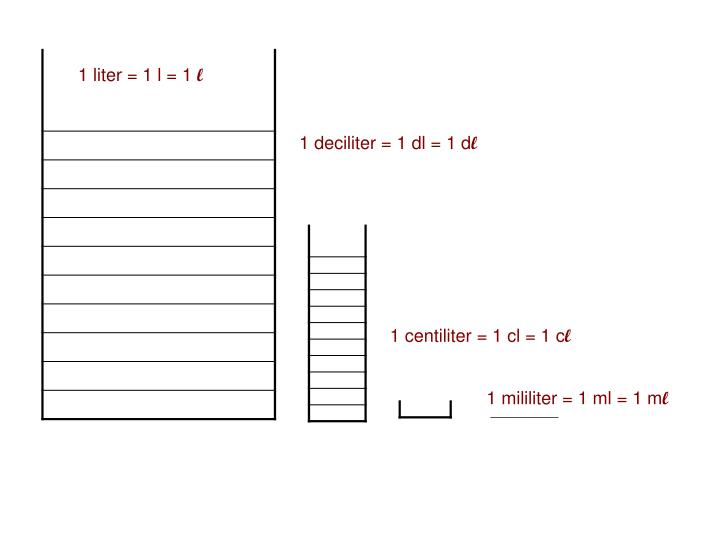 1 liter = 1 l = 1 ℓ
1 deciliter = 1 dl = 1 dℓ
1 centiliter = 1 cl = 1 cℓ
1 mililiter = 1 ml = 1 mℓ